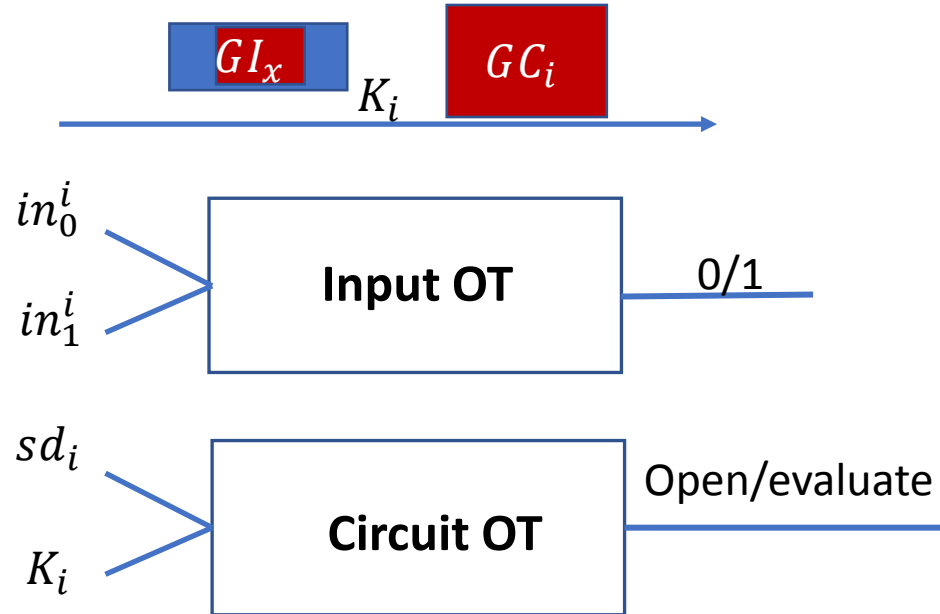 $GI_x$
$GC_i$
$K_i$
$in_0^i$
Input OT
0/1
$in_1^i$
$sd_i$
Open/evaluate
Circuit OT
$K_i$